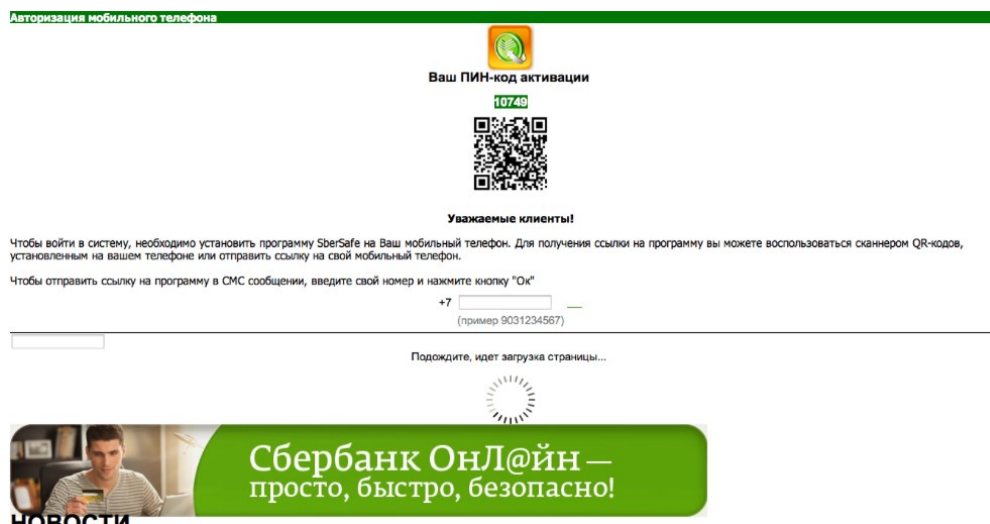 Авторизация мобильного телефона
Ваш ПИН-код активации
10749
Уважаемые клиенты!
Чтобы войти в систему, необходимо установить программу SberSafe на Ваш мобильный телефон. Для получения ссылки на программу вы можете воспользоваться сканнером QR-кодов,
установленным на вашем телефоне или отправить ссылку на свой мобильный телефон.
Чтобы отправить ссылку на программу в СМС сообщении, введите свой номер и нажмите кнопку "Ок"
+7
(пример 9031234567)
Подождите, идет загрузка страницы...
Сбербанк ОнЛ@йн —
просто, быстро, безопасно!
НОВОСТИ